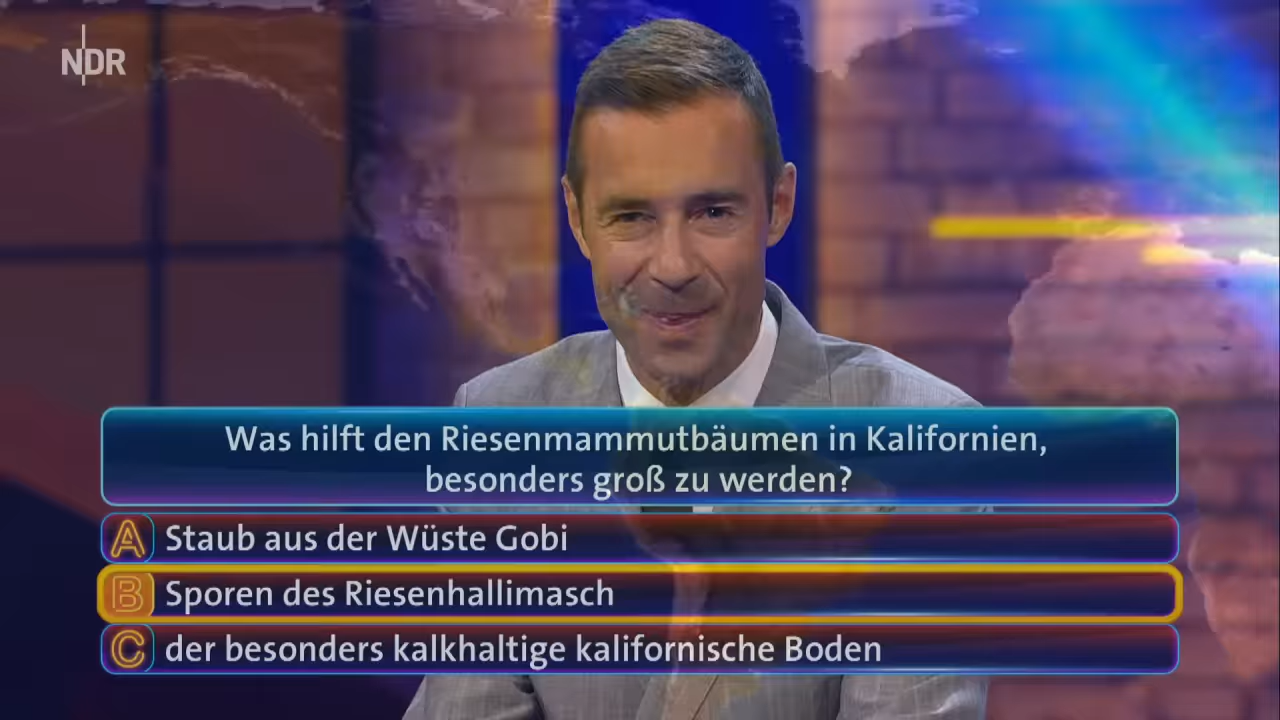 NDR
Was hilft den Riesenmammutbäumen in Kalifornien,
besonders groß zu werden?
A Staub aus der Wüste Gobi
B Sporen des Riesenhallimasch
C der besonders kalkhaltige kalifornische Boden